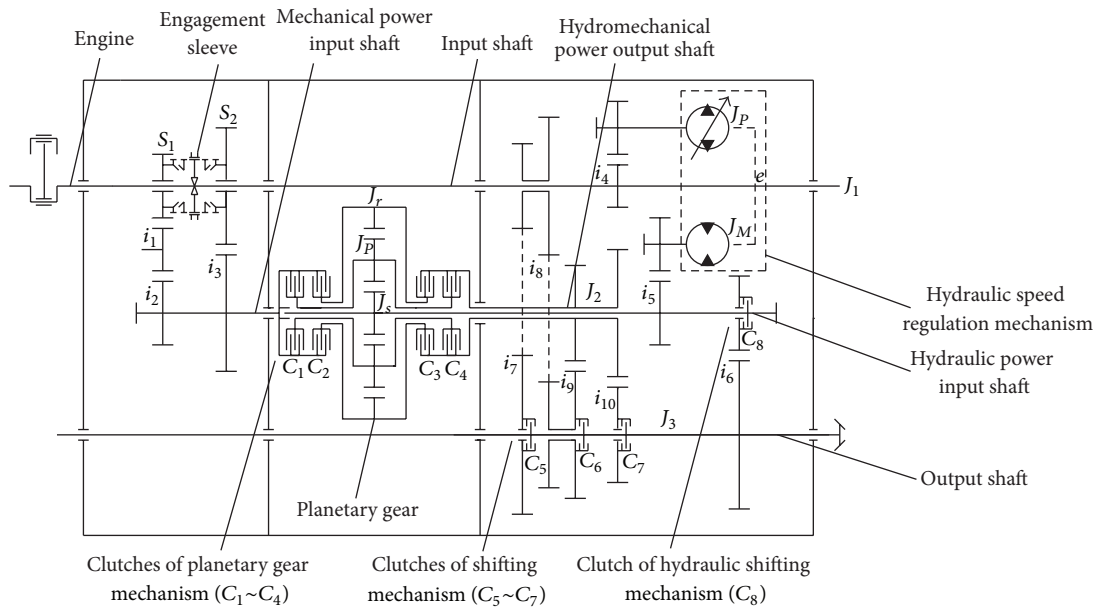 Engine
Engagement
sleeve
Mechanical power
input shaft
Input shaft
Hydromechanical
power output shaft
S1
S2
JP
i4
e
J1
i1
i2
i3
Jr
JP
Js
i8
J2
i5
JM
Hydraulic speed
regulation mechanism
C8
Hydraulic power
input shaft
C1 C2
C3 C4
i7
i9
i10
i6
C5
C6
C7
J3
Output shaft
Planetary gear
Clutches of planetary gear
mechanism (C1~C4)
Clutches of shifting
mechanism (C5~C7)
Clutch of hydraulic shifting
mechanism (C8)